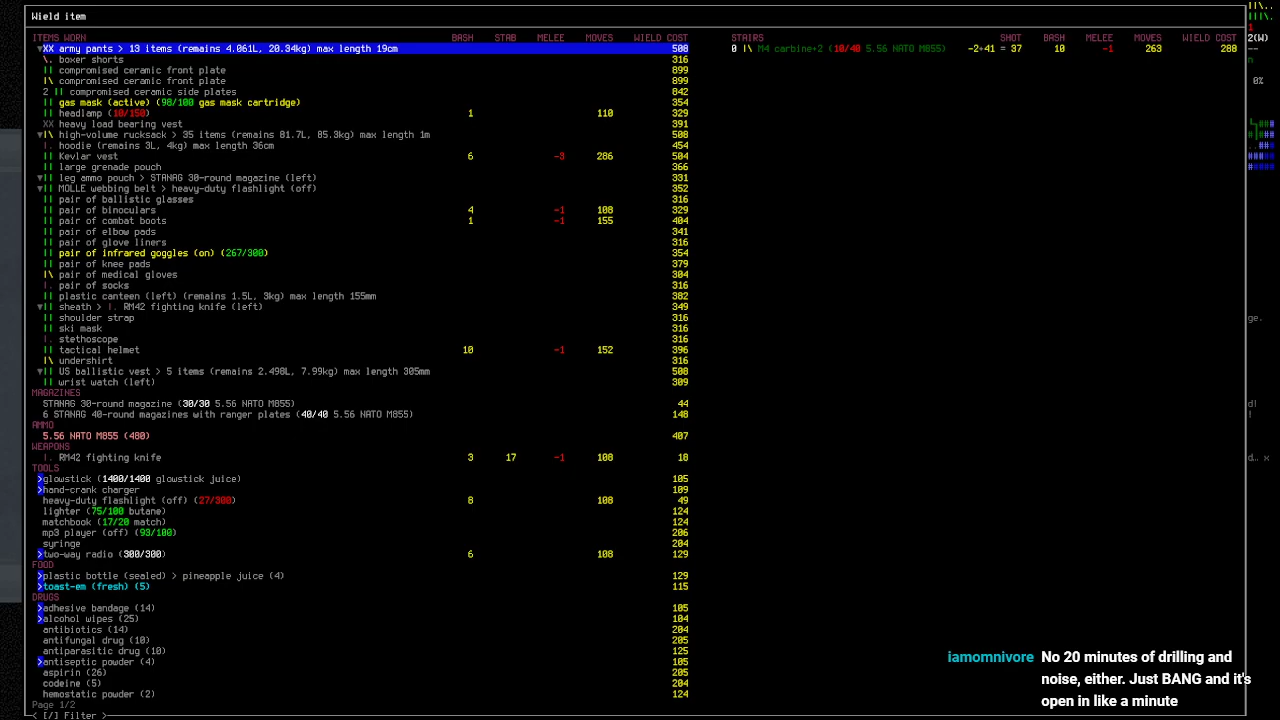 Wield item
ITEMS WORN BASH STAB MELEE MOVES WIELD COST STAIRS SHOT BASH MELEE MOVES WIELD COST
▼XX army pants > 13 items (remains 4.061L, 20.34kg) max length 19cm 508 0 |\ M4 carbine+2 (10/40 5.56 NATO M855) -2+41 = 37 10 -1 263 288
\. boxer shorts 316
|| compromised ceramic front plate 899
|\ compromised ceramic front plate 899
2 || compromised ceramic side plates 842
|| gas mask (active) (98/100 gas mask cartridge) 354
|| headlamp (10/150) 1 110 329
XX heavy load bearing vest 391
▼|\ high-volume rucksack > 35 items (remains 81.7L, 85.3kg) max length 1m 508
|. hoodie (remains 3L, 4kg) max length 36cm 454
|| Kevlar vest 6 -3 286 504
|| large grenade pouch 366
▼|| leg ammo pouch > STANAG 30-round magazine (left) 331
▼|| MOLLE webbing belt > heavy-duty flashlight (off) 352
|| pair of ballistic glasses 316
|| pair of binoculars 4 -1 108 329
|| pair of combat boots 1 -1 155 404
|| pair of elbow pads 341
|| pair of glove liners 316
|| pair of infrared goggles (on) (267/300) 354
|| pair of knee pads 379
|\ pair of medical gloves 304
|. pair of socks 316
|| plastic canteen (left) (remains 1.5L, 3kg) max length 155mm 382
▼|| sheath > |. RM42 fighting knife (left) 349
|| shoulder strap 316
|| ski mask 316
|. stethoscope 316
|| tactical helmet 10 -1 152 396
|\ undershirt 316
▼|| US ballistic vest > 5 items (remains 2.498L, 7.99kg) max length 305mm 508
|| wrist watch (left) 309
MAGAZINES
STANAG 30-round magazine (30/30 5.56 NATO M855) 44
6 STANAG 40-round magazines with ranger plates (40/40 5.56 NATO M855) 148
AMMO
5.56 NATO M855 (480) 407
WEAPONS
|. RM42 fighting knife 3 17 -1 108 18
TOOLS
>glowstick (1400/1400 glowstick juice) 105
>hand-crank charger 109
heavy-duty flashlight (off) (27/300) 8 108 49
lighter (75/100 butane) 124
matchbook (17/20 match) 124
mp3 player (off) (93/100) 206
syringe 204
>two-way radio (300/300) 6 108 129
FOOD
>plastic bottle (sealed) > pineapple juice (4) 129
>toast-em (fresh) (5) 115
DRUGS
>adhesive bandage (14) 105
>alcohol wipes (25) 104
antibiotics (14) 204
antifungal drug (10) 205
antiparasitic drug (10) 125
>antiseptic powder (4) 105
aspirin (26) 205
codeine (5) 204
hemostatic powder (2) 124
Page 1/2
< [/] Filter >
2(W)
0%
ge.
d!
!
d… x
iamomnivore No 20 minutes of drilling and
noise, either. Just BANG and it's
open in like a minute